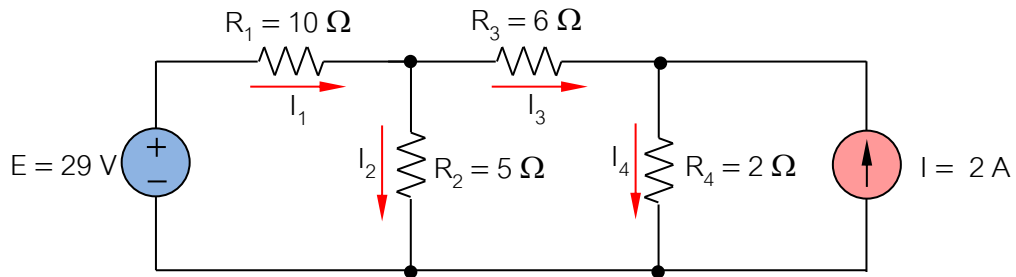 R₁ = 10 Ω
R₃ = 6 Ω
I₁
I₃
E = 29 V
+
−
I₂
R₂ = 5 Ω
I₄
R₄ = 2 Ω
I = 2 A